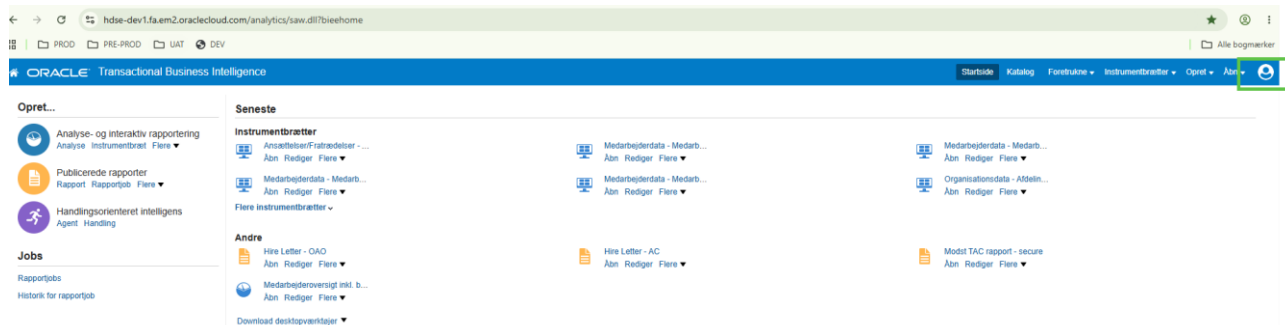 hdse-dev1.fa.em2.oraclecloud.com/analytics/saw.dll?bieehome
PROD PRE-PROD UAT DEV Alle bogmærker
ORACLE Transactional Business Intelligence Startside Katalog Foretrukne Instrumentbrætter Opret Åbn
Opret...
Analyse- og interaktiv rapportering
Analyse Instrumentbræt Flere
Publicerede rapporter
Rapport Rapportjob Flere
Handlingsorienteret intelligens
Agent Handling
Jobs
Rapportjobs
Historik for rapportjob
Seneste
Instrumentbrætter
Ansættelser/Fratrædelser - ...
Åbn Rediger Flere
Medarbejderdata - Medarb...
Åbn Rediger Flere
Medarbejderdata - Medarb...
Åbn Rediger Flere
Medarbejderdata - Medarb...
Åbn Rediger Flere
Medarbejderdata - Medarb...
Åbn Rediger Flere
Organisationsdata - Afdelin...
Åbn Rediger Flere
Flere instrumentbrætter
Andre
Hire Letter - OAO
Åbn Rediger Flere
Hire Letter - AC
Åbn Rediger Flere
Modst TAC rapport - secure
Åbn Rediger Flere
Medarbejderoversigt inkl. b...
Åbn Rediger Flere
Download desktopværktøjer